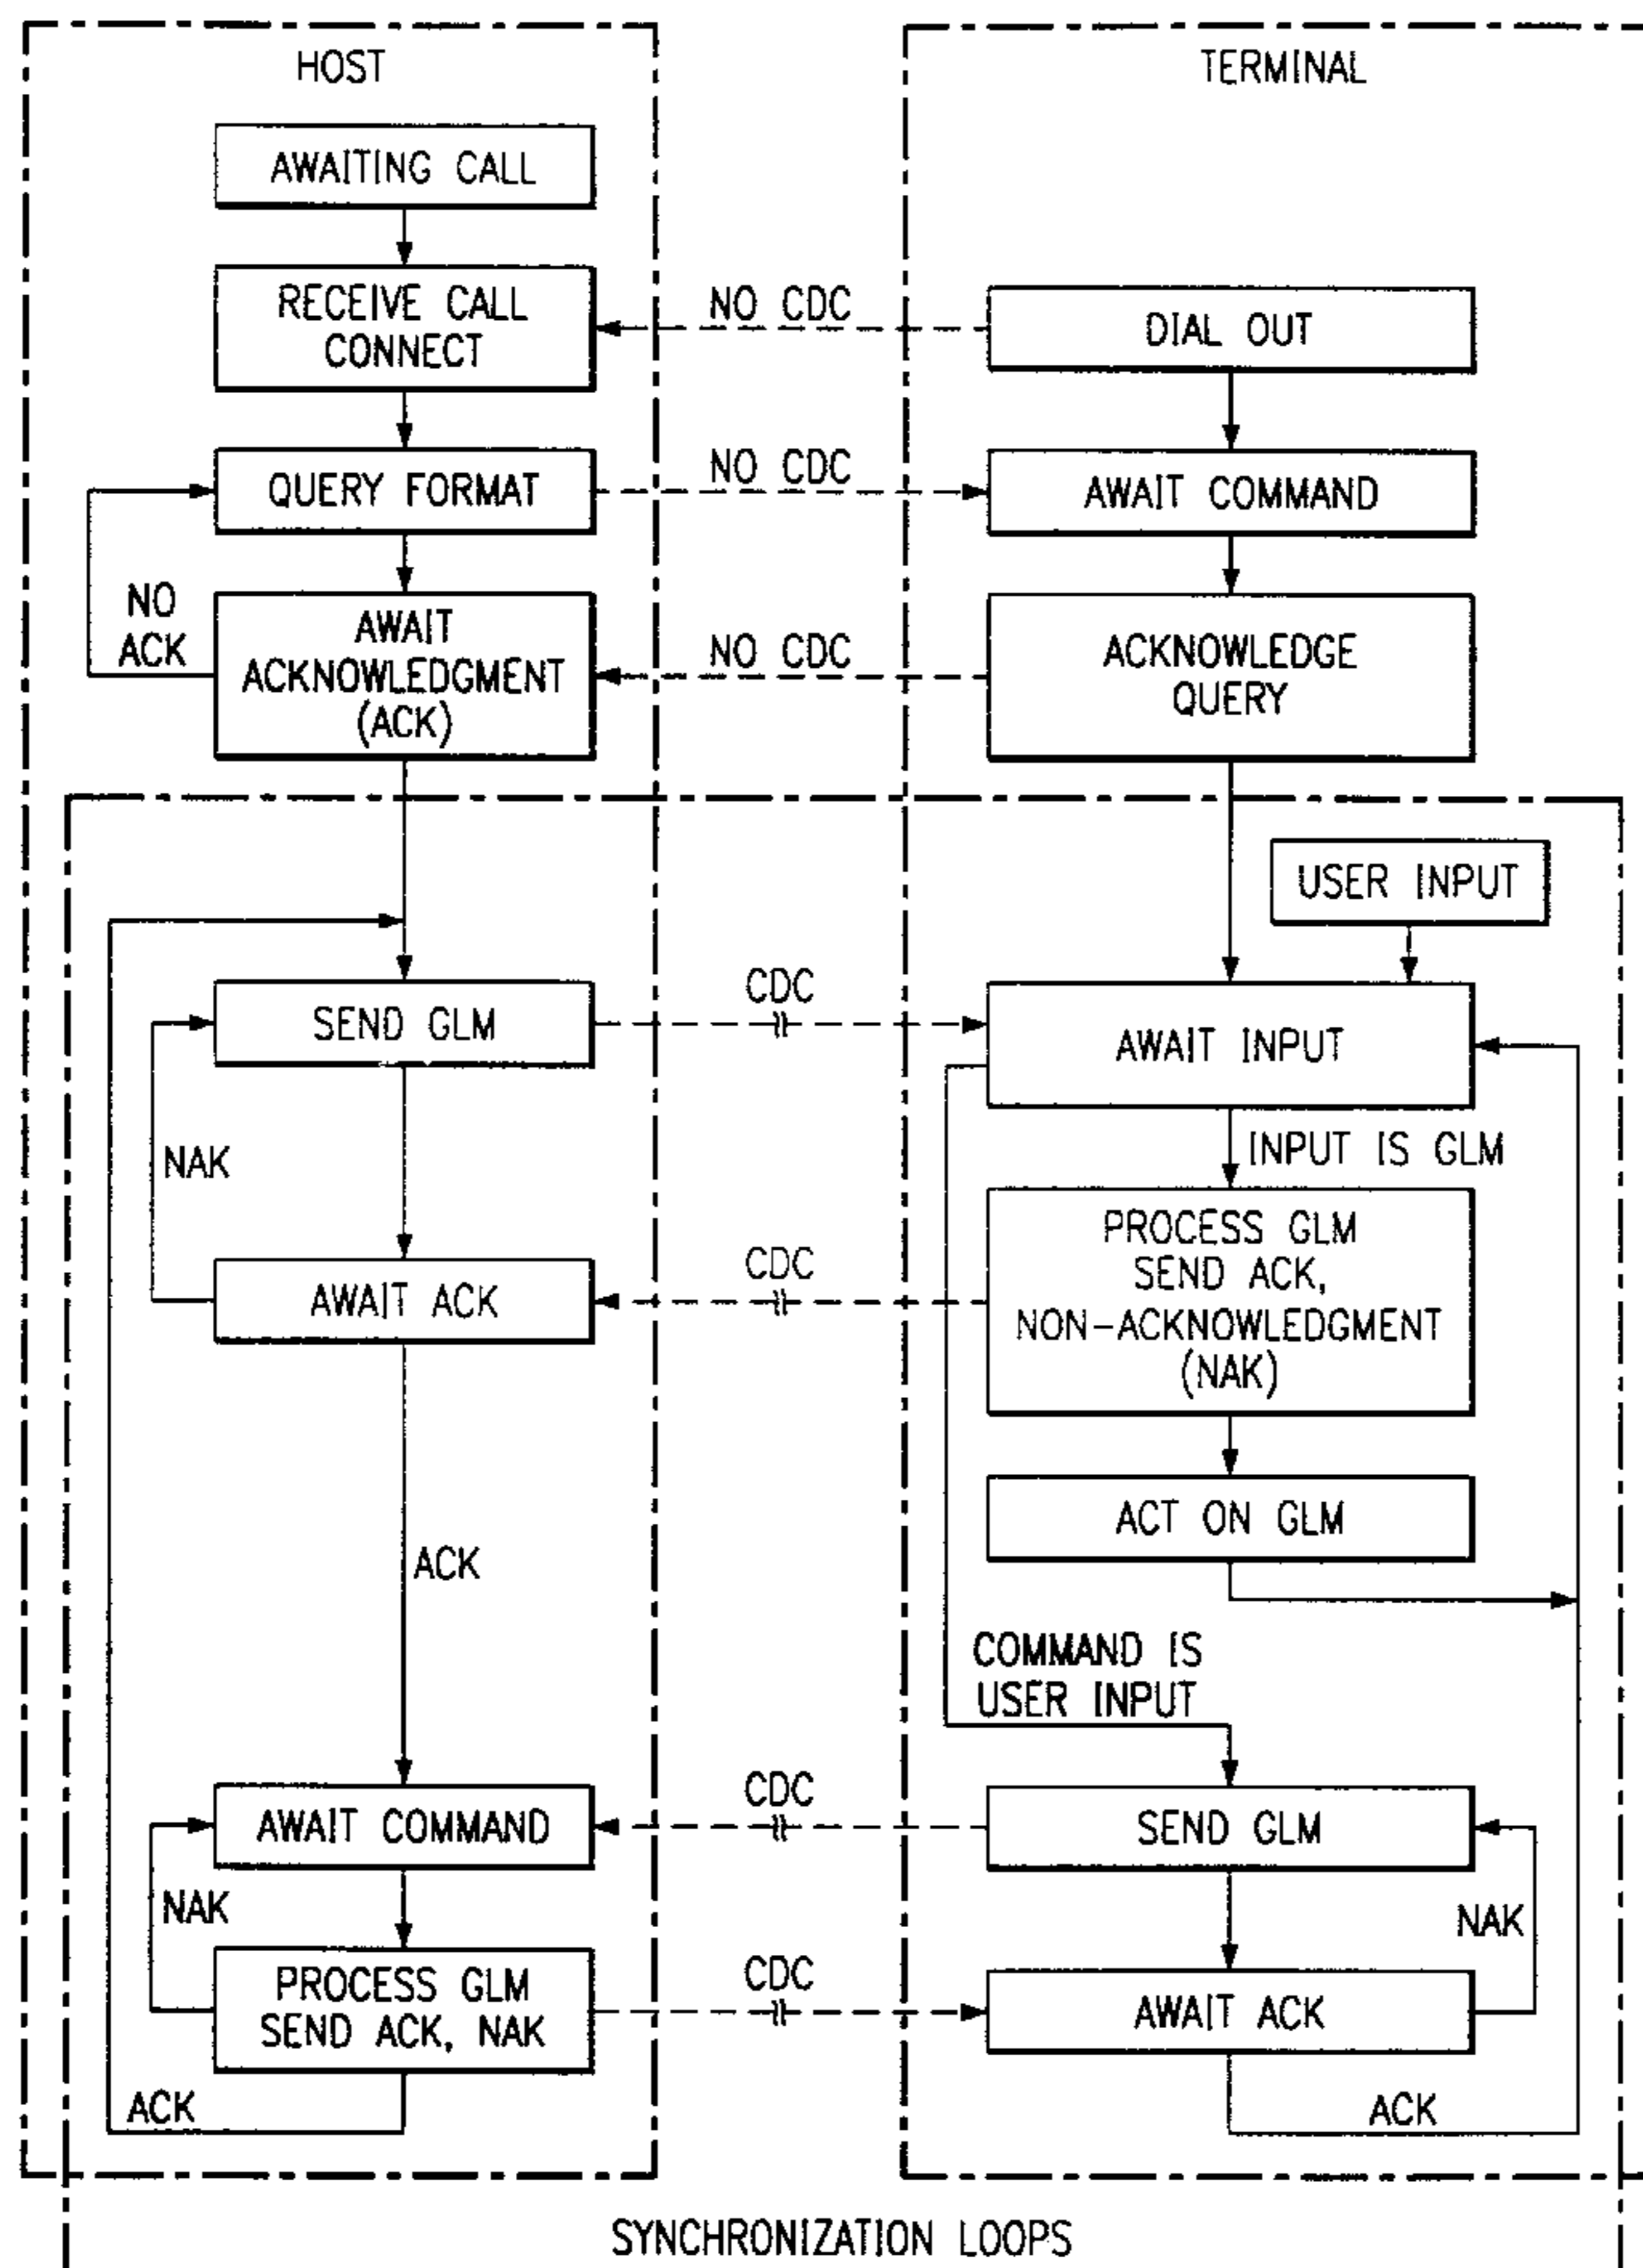 HOST
TERMINAL
AWAITING CALL
RECEIVE CALL
CONNECT
NO CDC
DIAL OUT
QUERY FORMAT
NO CDC
AWAIT COMMAND
NO
ACK
AWAIT
ACKNOWLEDGMENT
(ACK)
NO CDC
ACKNOWLEDGE
QUERY
USER INPUT
SEND GLM
CDC
AWAIT INPUT
NAK
INPUT IS GLM
AWAIT ACK
CDC
PROCESS GLM
SEND ACK,
NON-ACKNOWLEDGMENT
(NAK)
ACT ON GLM
ACK
COMMAND IS
USER INPUT
AWAIT COMMAND
CDC
SEND GLM
NAK
NAK
PROCESS GLM
SEND ACK, NAK
CDC
AWAIT ACK
ACK
ACK
SYNCHRONIZATION LOOPS